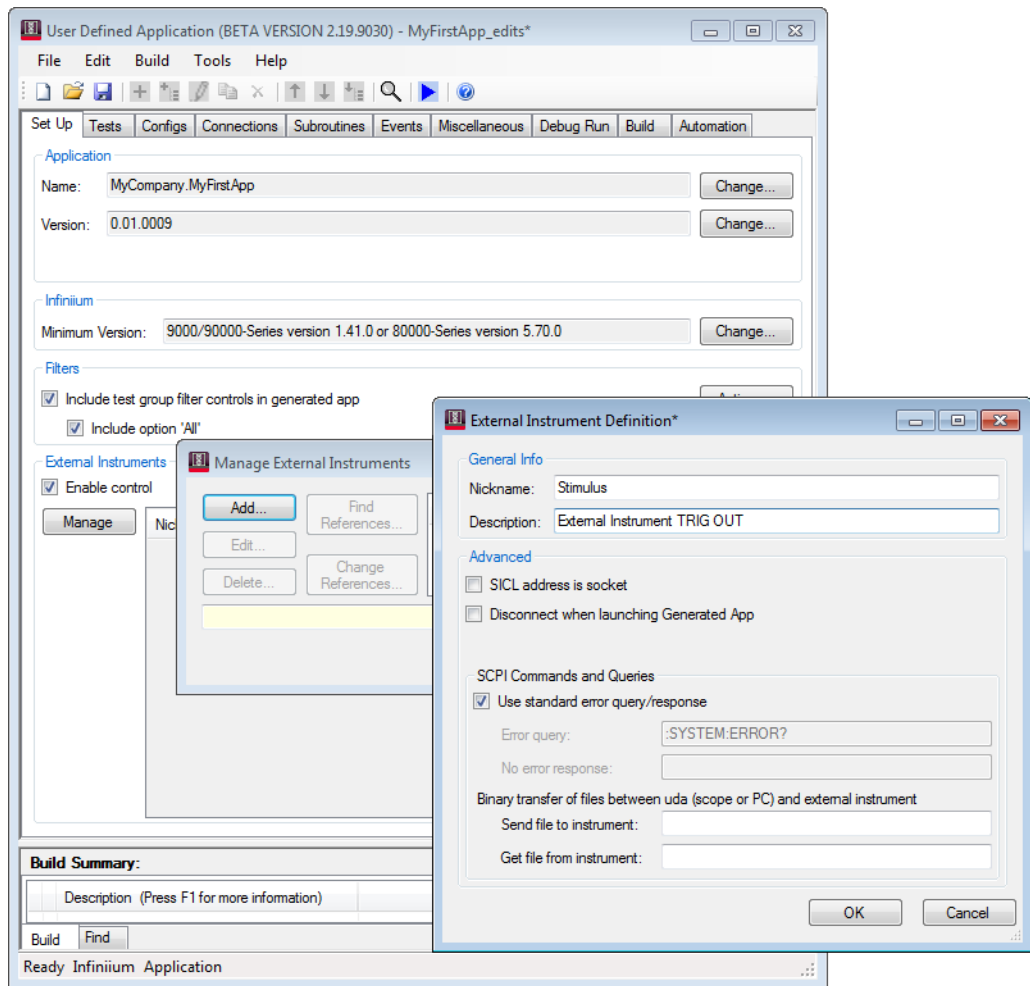 User Defined Application (BETA VERSION 2.19.9030) - MyFirstApp_edits*
File Edit Build Tools Help
Set Up Tests Configs Connections Subroutines Events Miscellaneous Debug Run Build Automation
Application
Name: MyCompany.MyFirstApp Change...
Version: 0.01.0009 Change...
Infiniium
Minimum Version: 9000/90000-Series version 1.41.0 or 80000-Series version 5.70.0 Change...
Filters
Include test group filter controls in generated app
Include option 'All'
External Instruments
Enable control
Manage Nic
Manage External Instruments
Add... Find References...
Edit...
Delete... Change References...
External Instrument Definition*
General Info
Nickname: Stimulus
Description: External Instrument TRIG OUT
Advanced
SICL address is socket
Disconnect when launching Generated App
SCPI Commands and Queries
Use standard error query/response
Error query: :SYSTEM:ERROR?
No error response:
Binary transfer of files between uda (scope or PC) and external instrument
Send file to instrument:
Get file from instrument:
OK Cancel
Build Summary:
Description (Press F1 for more information)
Build Find
Ready Infiniium Application